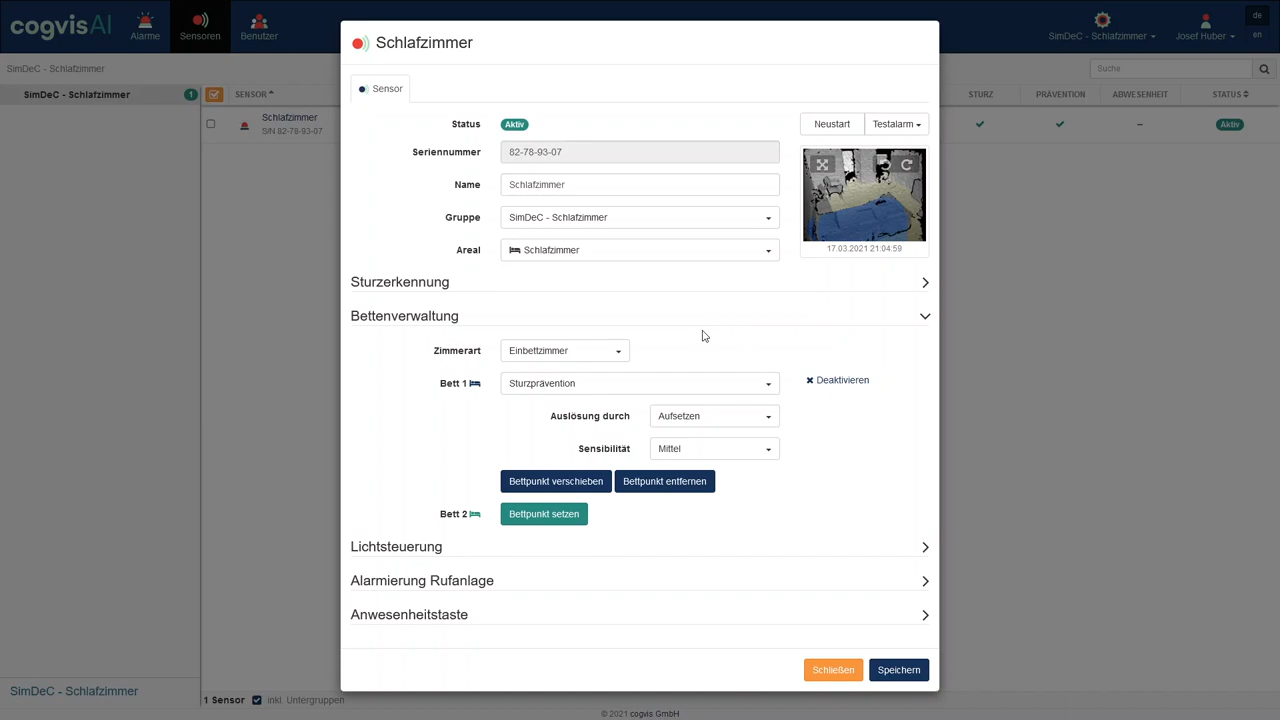 cogvisAI
Alarme
Sensoren
Benutzer
SimDeC - Schlafzimmer
Josef Huber
de
en
SimDeC - Schlafzimmer
Suche
SimDeC - Schlafzimmer
1
SENSOR
STURZ
PRÄVENTION
ABWESENHEIT
STATUS
Schlafzimmer
S/N 82-78-93-07
–
Aktiv
Schlafzimmer
Sensor
Status
Aktiv
Neustart
Testalarm
Seriennummer
82-78-93-07
Name
Schlafzimmer
Gruppe
SimDeC - Schlafzimmer
Areal
Schlafzimmer
17.03.2021 21:04:59
Sturzerkennung
Bettenverwaltung
Zimmerart
Einbettzimmer
Bett 1
Sturzprävention
Deaktivieren
Auslösung durch
Aufsetzen
Sensibilität
Mittel
Bettpunkt verschieben
Bettpunkt entfernen
Bett 2
Bettpunkt setzen
Lichtsteuerung
Alarmierung Rufanlage
Anwesenheitstaste
Schließen
Speichern
SimDeC - Schlafzimmer
1 Sensor
inkl. Untergruppen
© 2021 cogvis GmbH